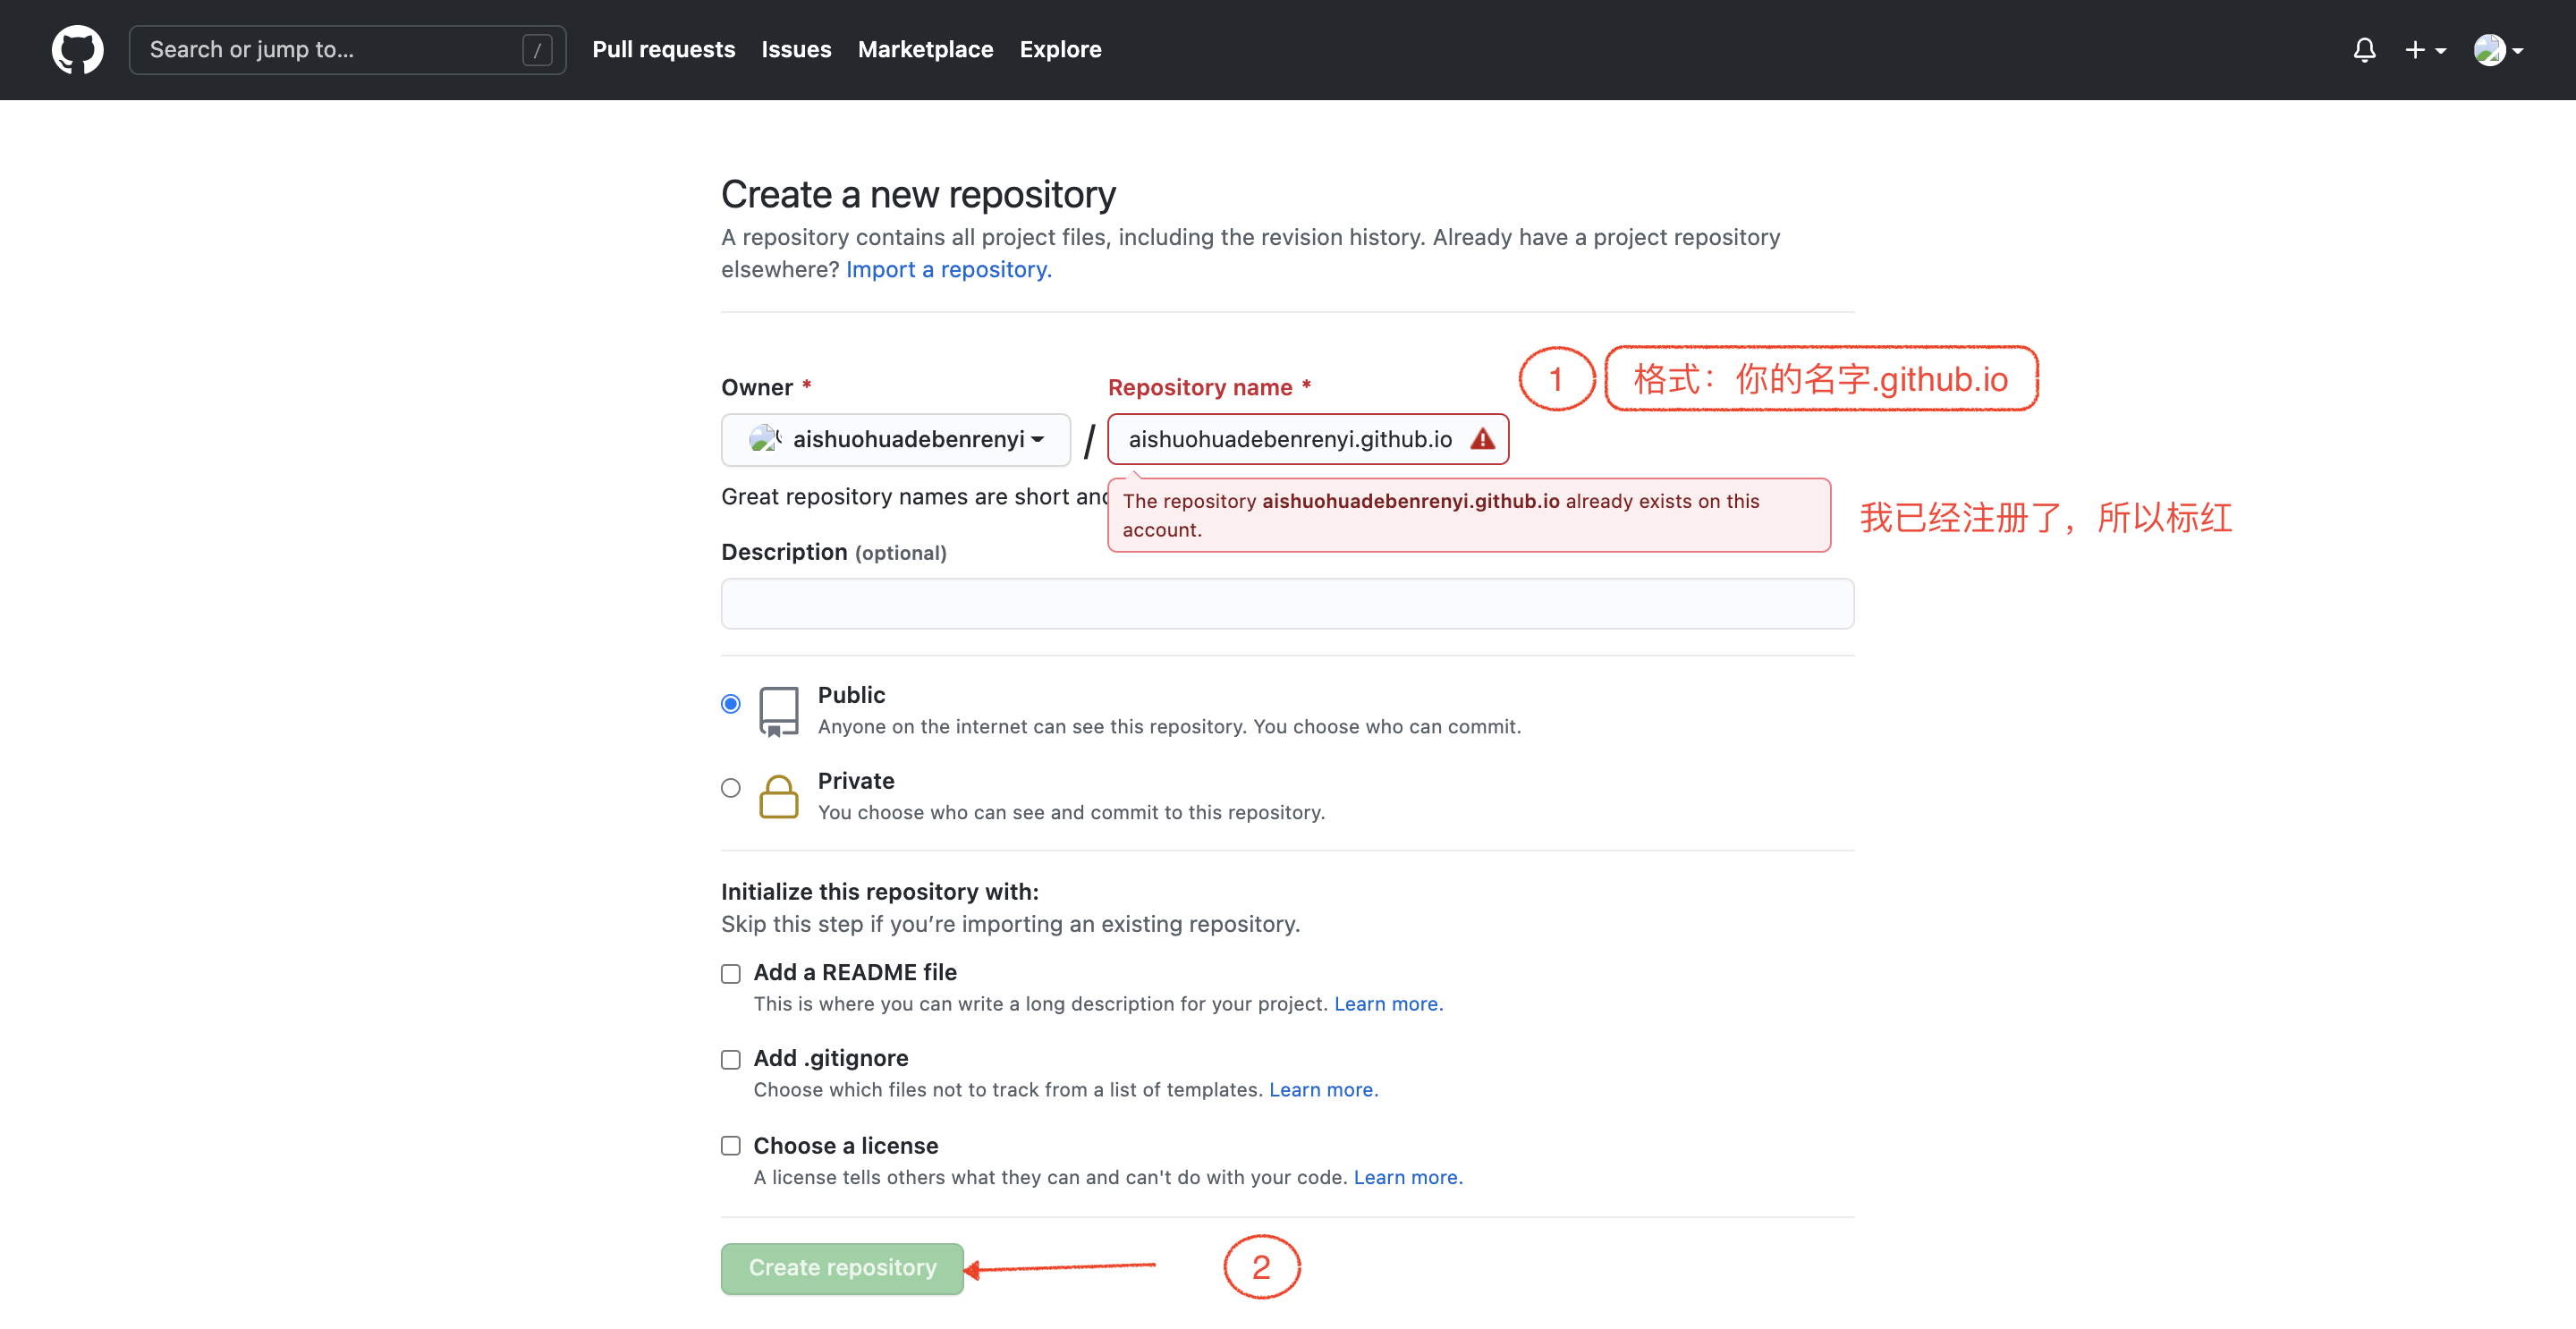 Search or jump to... /
Pull requests Issues Marketplace Explore
Create a new repository
A repository contains all project files, including the revision history. Already have a project repository
elsewhere? Import a repository.
Owner *
Repository name *
1 格式：你的名字.github.io
aishuohuadebenrenyi / aishuohuadebenrenyi.github.io
Great repository names are short and
The repository aishuohuadebenrenyi.github.io already exists on this
account.
我已经注册了，所以标红
Description (optional)
Public
Anyone on the internet can see this repository. You choose who can commit.
Private
You choose who can see and commit to this repository.
Initialize this repository with:
Skip this step if you’re importing an existing repository.
Add a README file
This is where you can write a long description for your project. Learn more.
Add .gitignore
Choose which files not to track from a list of templates. Learn more.
Choose a license
A license tells others what they can and can't do with your code. Learn more.
Create repository
2